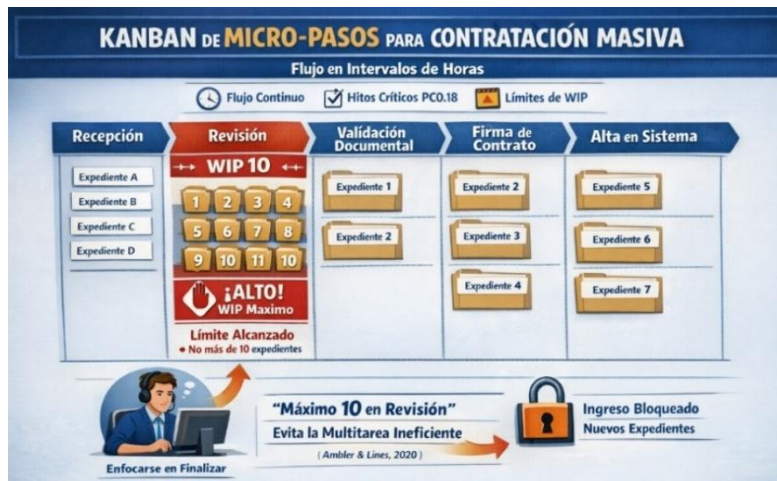 KANBAN DE MICRO-PASOS PARA CONTRATACIÓN MASIVA
Flujo en Intervalos de Horas
Flujo Continuo
Hitos Críticos PC0.18
Límites de WIP
Recepción
Expediente A
Expediente B
Expediente C
Expediente D
Revisión
WIP 10
1 2 3 4
5 6 7 8
9 10 11 10
¡ALTO!
WIP Maximo
Límite Alcanzado
• No más de 10 expedientes
Validación
Documental
Expediente 1
Expediente 2
Firma de
Contrato
Expediente 2
Expediente 3
Expediente 4
Alta en Sistema
Expediente 5
Expediente 6
Expediente 7
Enfocarse en Finalizar
“Máximo 10 en Revisión”
Evita la Multitarea Ineficiente
(Ambler & Lines, 2020)
Ingreso Bloqueado
Nuevos Expedientes